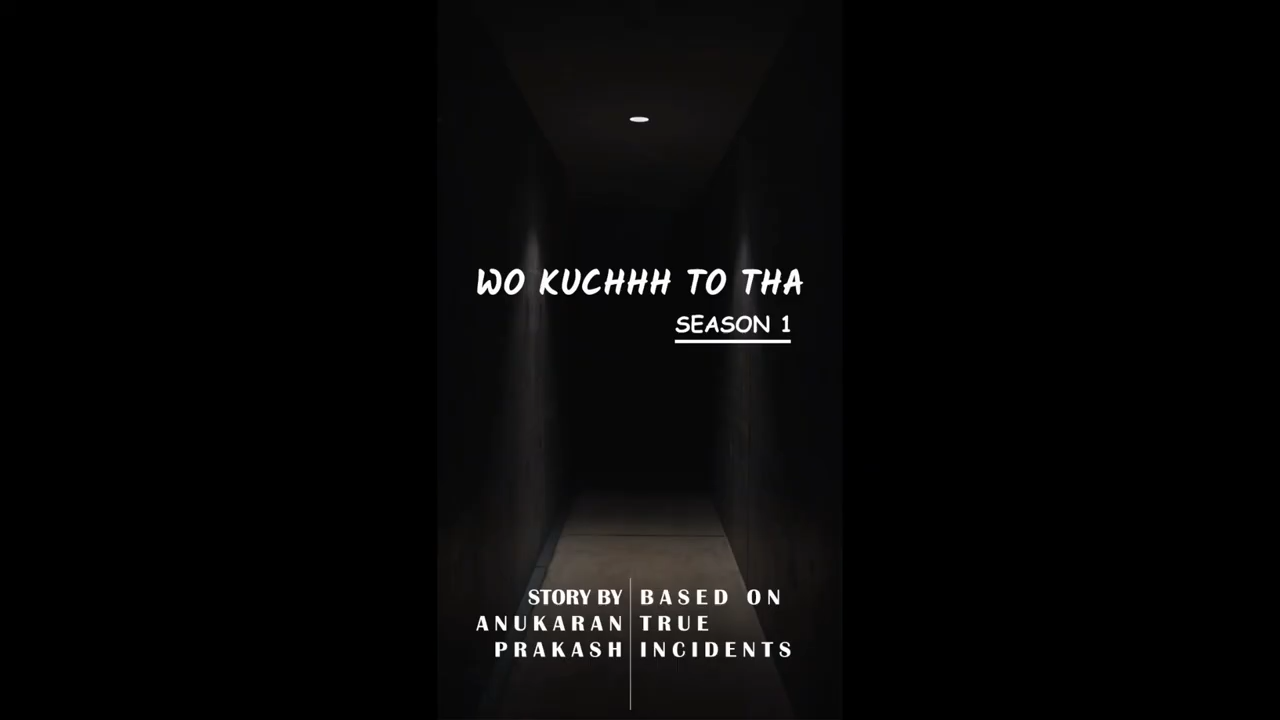 WO KUCHHH TO THA
SEASON 1
STORY BY
ANUKARAN
PRAKASH
BASED ON
TRUE
INCIDENTS